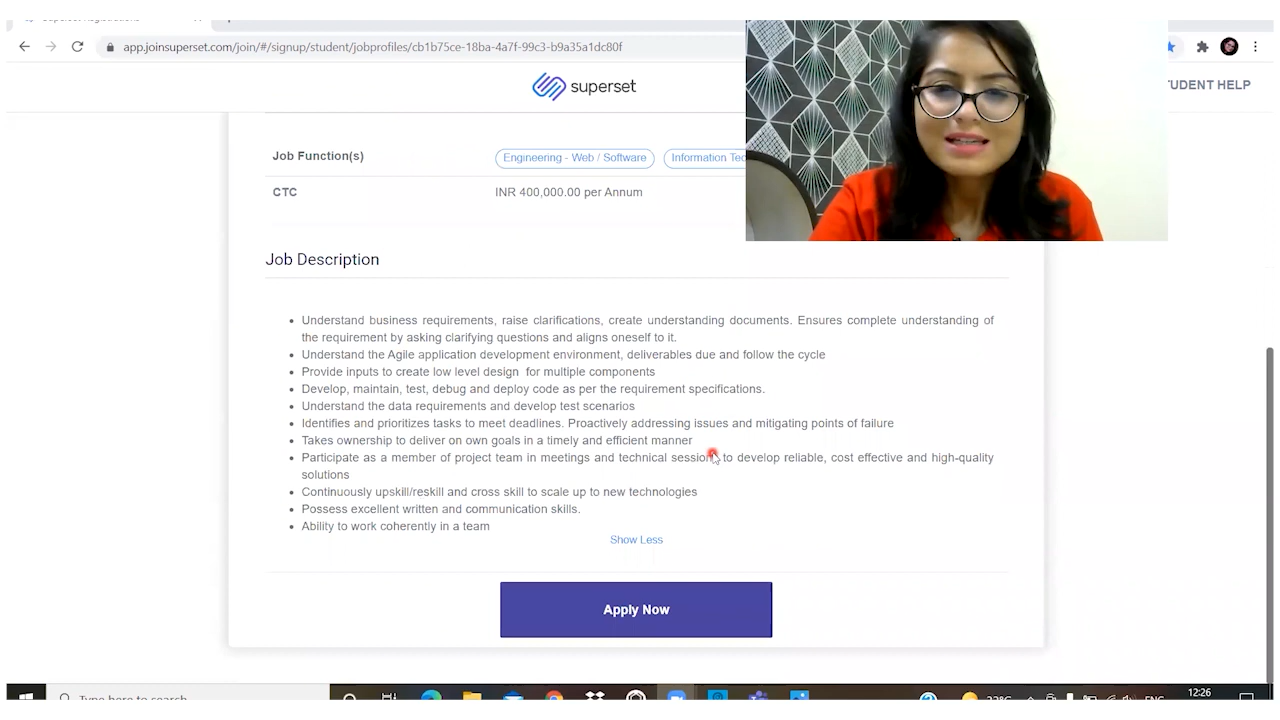 app.joinsuperset.com/join/#/signup/student/jobprofiles/cb1b75ce-18ba-4a7f-99c3-b9a35a1dc80f
superset
UDENT HELP
Job Function(s)
Engineering - Web / Software
Information Tec
CTC
INR 400,000.00 per Annum
Job Description
• Understand business requirements, raise clarifications, create understanding documents. Ensures complete understanding of
the requirement by asking clarifying questions and aligns oneself to it.
• Understand the Agile application development environment, deliverables due and follow the cycle
• Provide inputs to create low level design for multiple components
• Develop, maintain, test, debug and deploy code as per the requirement specifications.
• Understand the data requirements and develop test scenarios
• Identifies and prioritizes tasks to meet deadlines. Proactively addressing issues and mitigating points of failure
• Takes ownership to deliver on own goals in a timely and efficient manner
• Participate as a member of project team in meetings and technical session to develop reliable, cost effective and high-quality
solutions
• Continuously upskill/reskill and cross skill to scale up to new technologies
• Possess excellent written and communication skills.
• Ability to work coherently in a team
Show Less
Apply Now
Type here to search
ENG
12:26